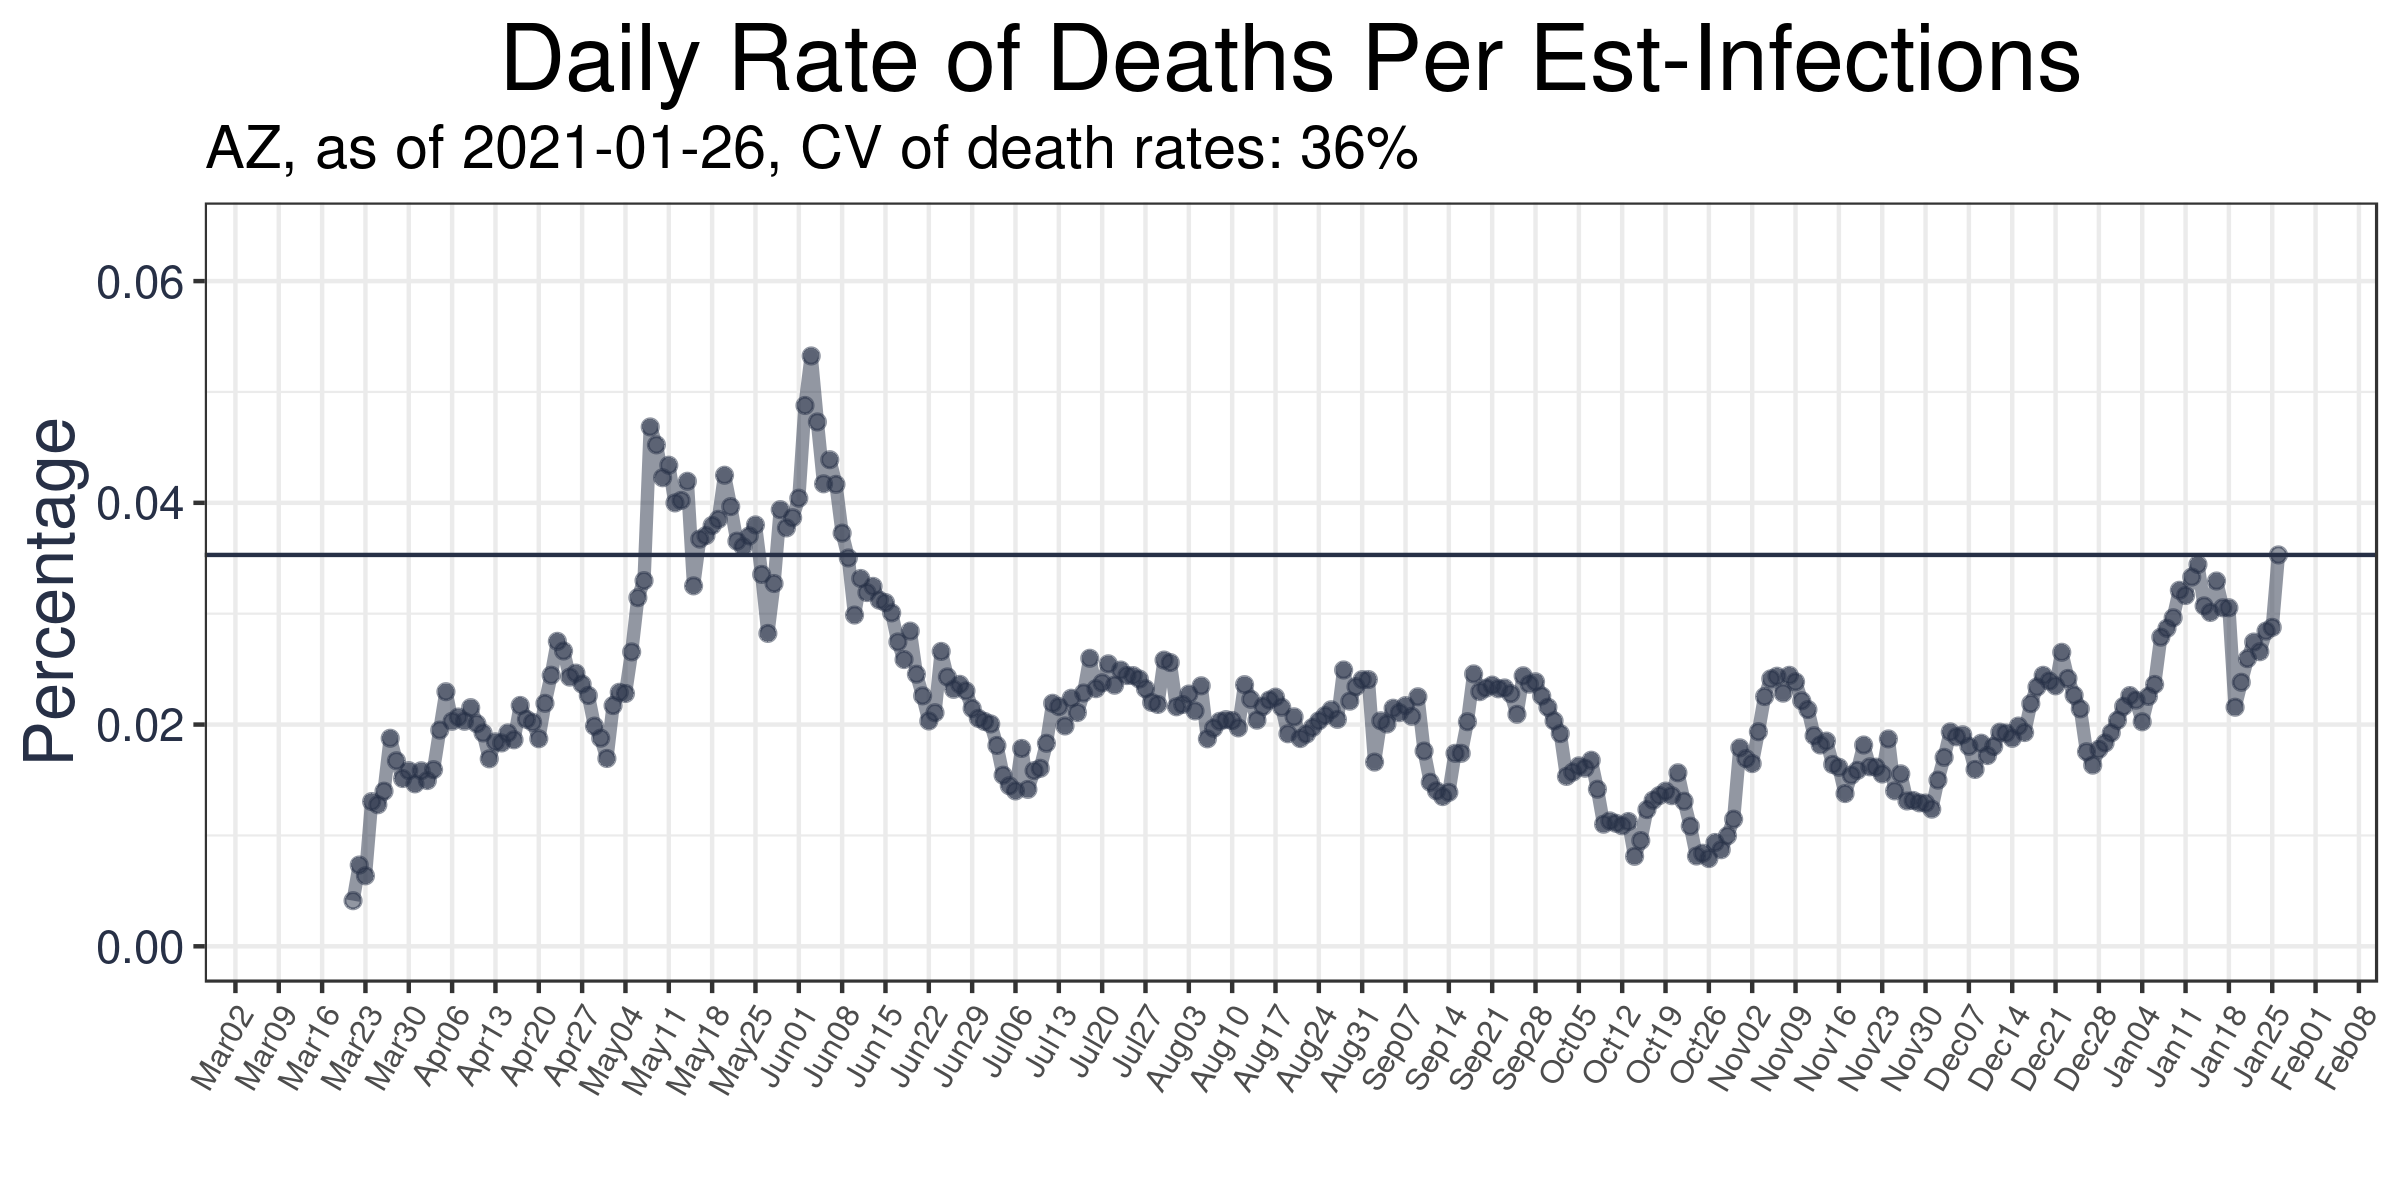 Daily Rate of Deaths Per Est-Infections
AZ, as of 2021-01-26, CV of death rates: 36%
Percentage
0.06
0.04
0.02
0.00
Mar02
Mar09
Mar16
Mar23
Mar30
Apr06
Apr13
Apr20
Apr27
May04
May11
May18
May25
Jun01
Jun08
Jun15
Jun22
Jun29
Jul06
Jul13
Jul20
Jul27
Aug03
Aug10
Aug17
Aug24
Aug31
Sep07
Sep14
Sep21
Sep28
Oct05
Oct12
Oct19
Oct26
Nov02
Nov09
Nov16
Nov23
Nov30
Dec07
Dec14
Dec21
Dec28
Jan04
Jan11
Jan18
Jan25
Feb01
Feb08